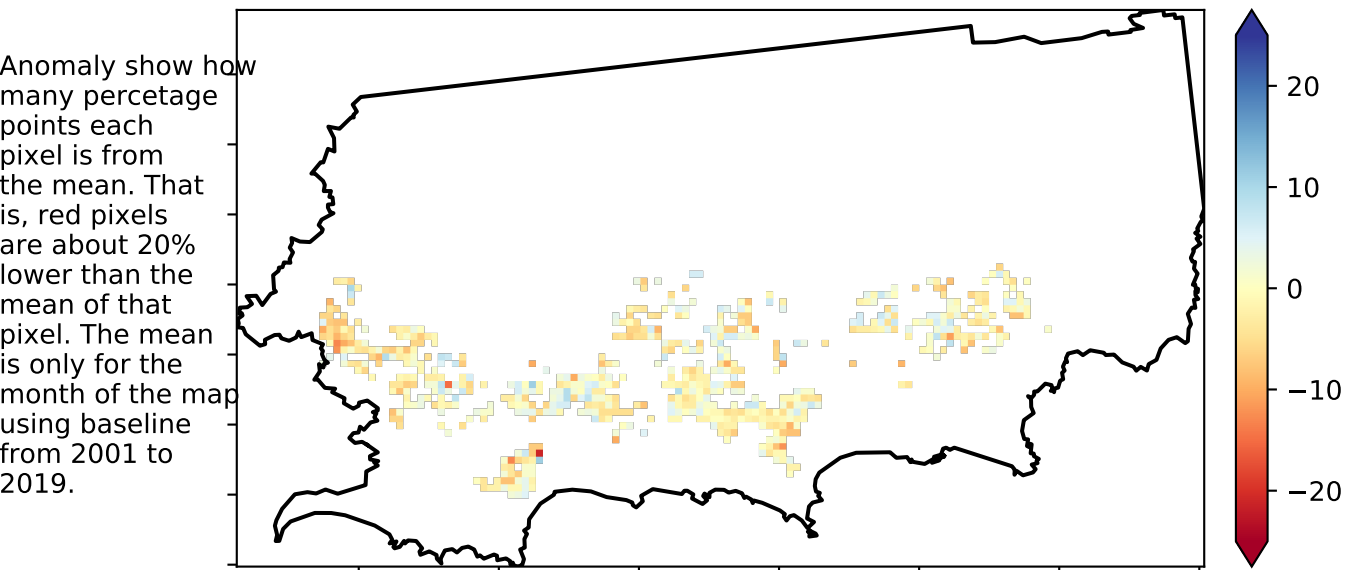 Anomaly show how
many percetage
points each
pixel is from
the mean. That
is, red pixels
are about 20%
lower than the
mean of that
pixel. The mean
is only for the
month of the map
using baseline
from 2001 to
2019.
20
10
0
−10
−20